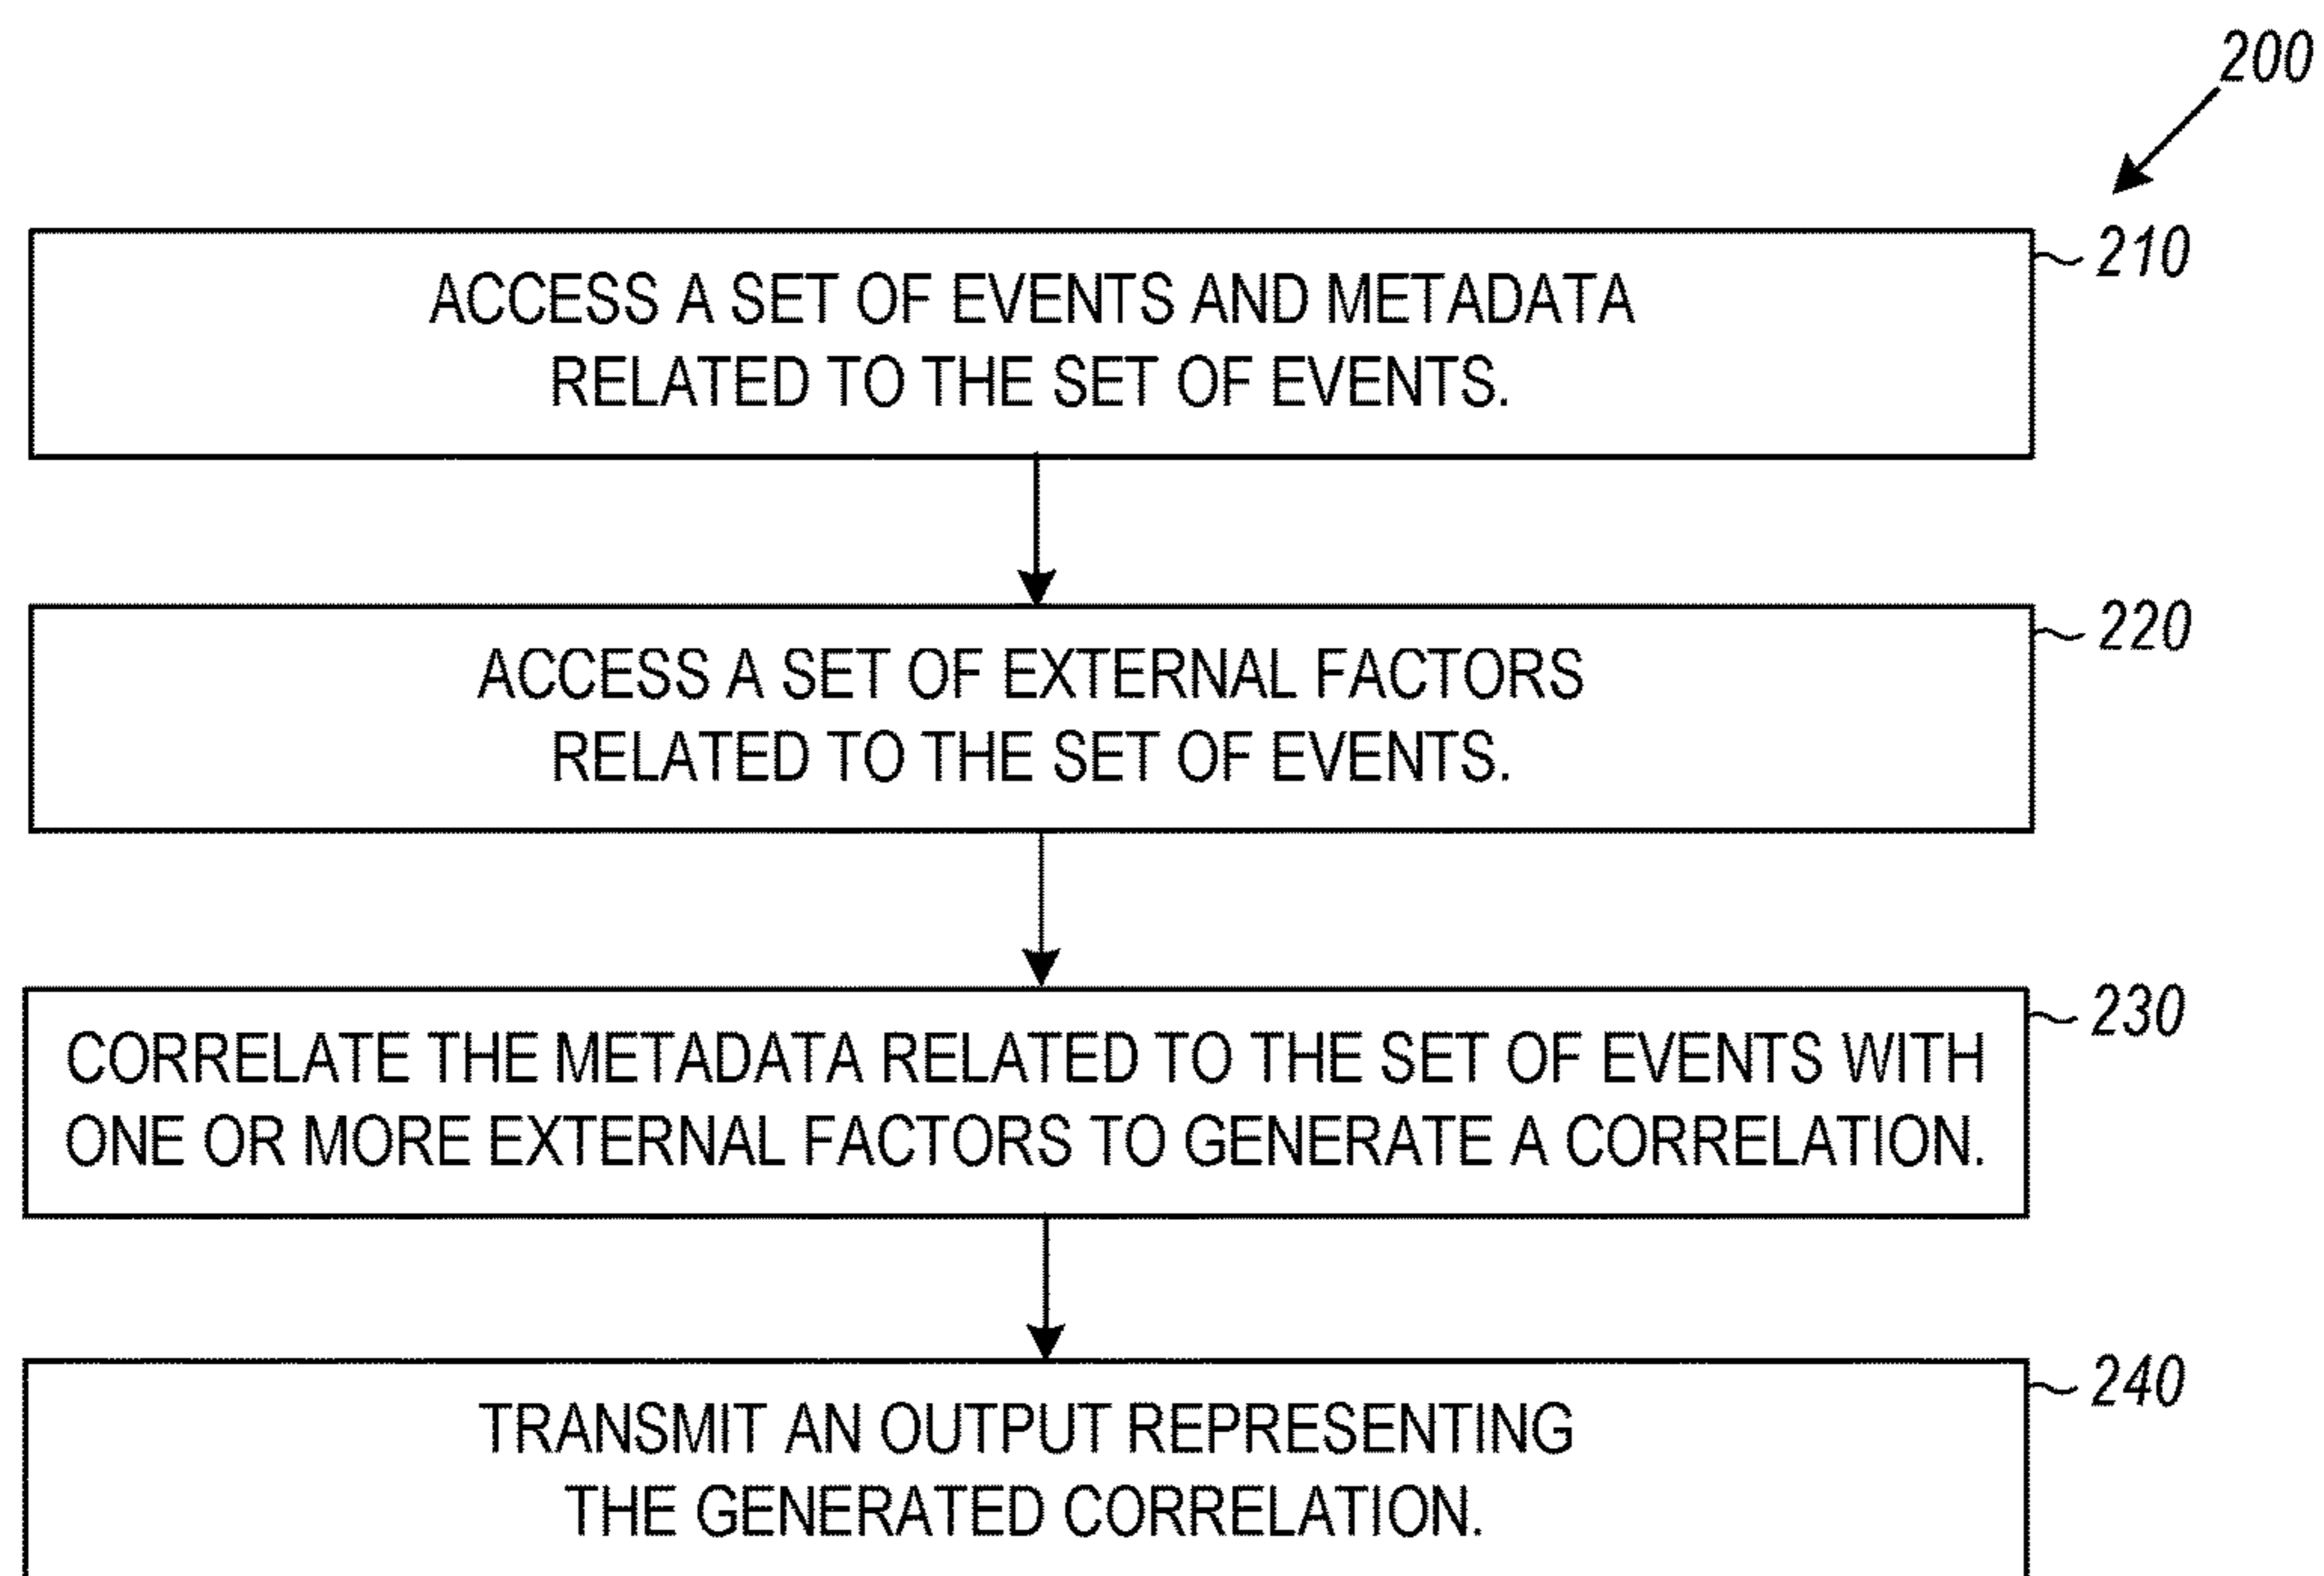 200
210
ACCESS A SET OF EVENTS AND METADATA
RELATED TO THE SET OF EVENTS.
220
ACCESS A SET OF EXTERNAL FACTORS
RELATED TO THE SET OF EVENTS.
230
CORRELATE THE METADATA RELATED TO THE SET OF EVENTS WITH
ONE OR MORE EXTERNAL FACTORS TO GENERATE A CORRELATION.
240
TRANSMIT AN OUTPUT REPRESENTING
THE GENERATED CORRELATION.